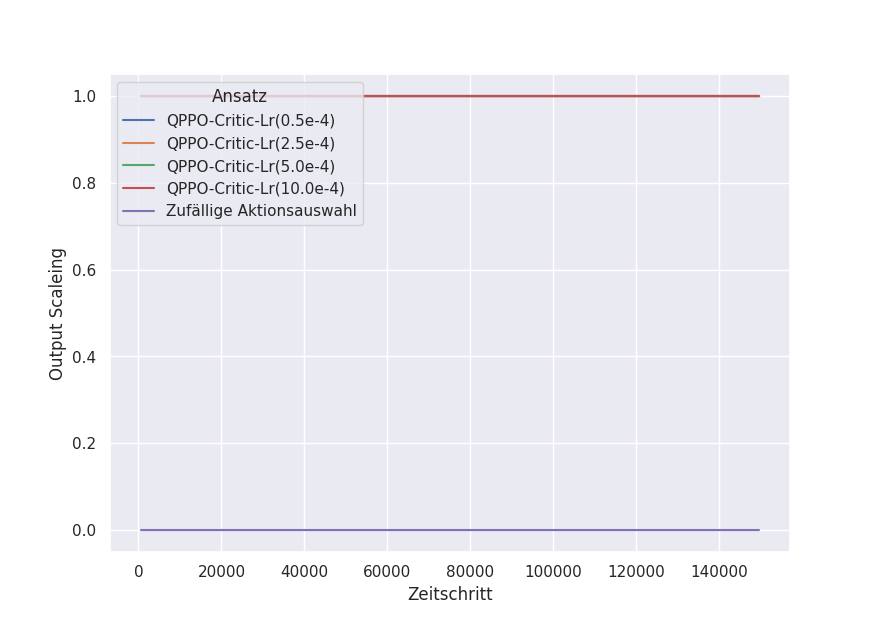 Ansatz
QPPO-Critic-Lr(0.5e-4)
QPPO-Critic-Lr(2.5e-4)
QPPO-Critic-Lr(5.0e-4)
QPPO-Critic-Lr(10.0e-4)
Zufällige Aktionsauswahl
Output Scaleing
1.0
0.8
0.6
0.4
0.2
0.0
0 20000 40000 60000 80000 100000 120000 140000
Zeitschritt